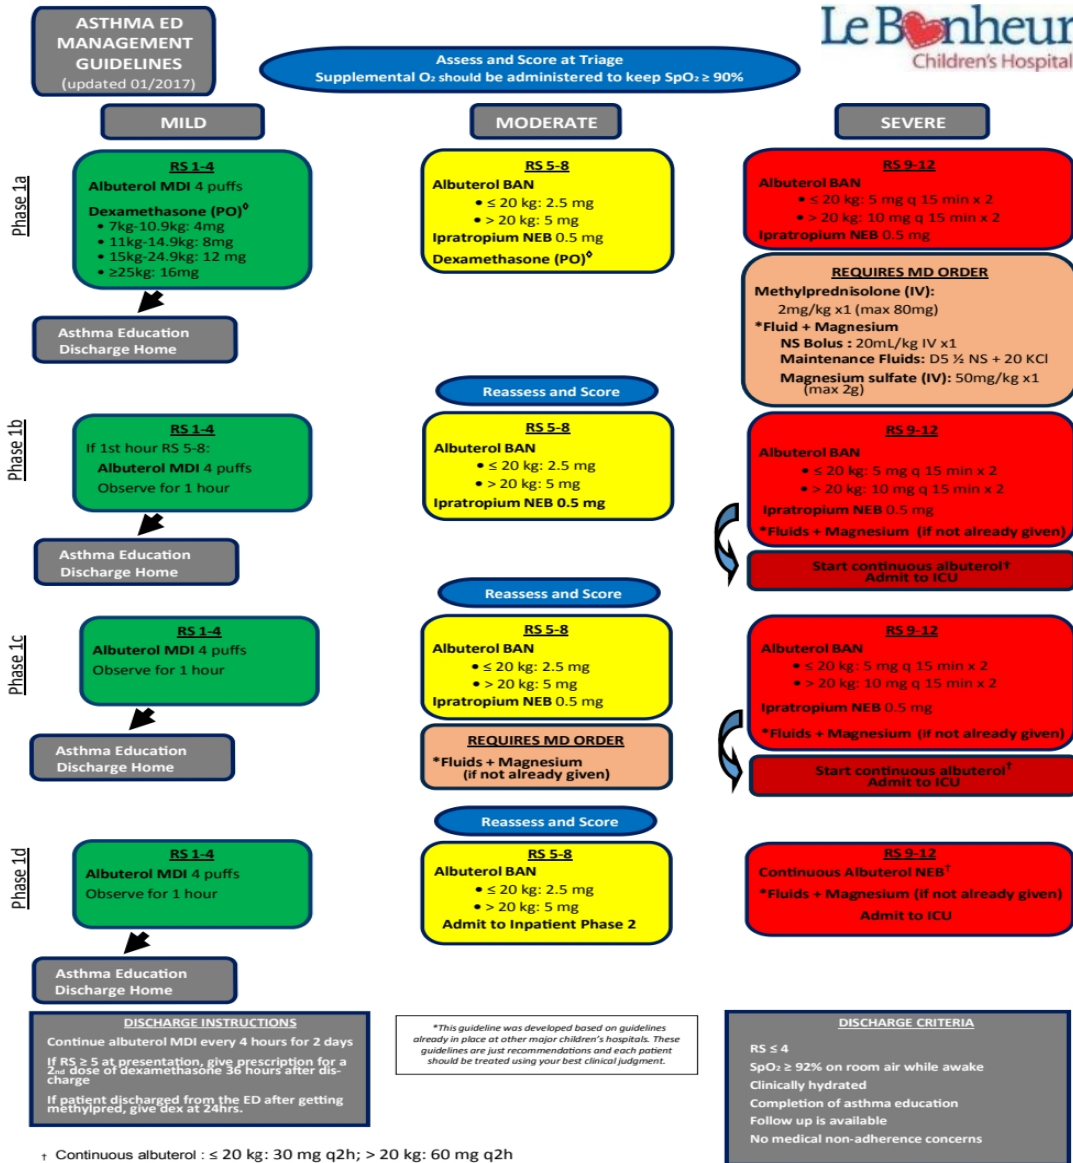 ASTHMA ED
MANAGEMENT
GUIDELINES
(updated 01/2017)
Assess and Score at Triage
Supplemental O₂ should be administered to keep SpO₂ ≥ 90%
Le Bonheur
Children's Hospital
MILD
MODERATE
SEVERE
Phase 1a
RS 1-4
Albuterol MDI 4 puffs
Dexamethasone (PO)◊
• 7kg-10.9kg: 4mg
• 11kg-14.9kg: 8mg
• 15kg-24.9kg: 12 mg
• ≥25kg: 16mg
Asthma Education
Discharge Home
RS 5-8
Albuterol BAN
• ≤ 20 kg: 2.5 mg
• > 20 kg: 5 mg
Ipratropium NEB 0.5 mg
Dexamethasone (PO)◊
RS 9-12
Albuterol BAN
• ≤ 20 kg: 5 mg q 15 min x 2
• > 20 kg: 10 mg q 15 min x 2
Ipratropium NEB 0.5 mg
REQUIRES MD ORDER
Methylprednisolone (IV):
2mg/kg x1 (max 80mg)
*Fluid + Magnesium
NS Bolus : 20mL/kg IV x1
Maintenance Fluids: D5 ½ NS + 20 KCl
Magnesium sulfate (IV): 50mg/kg x1
(max 2g)
Reassess and Score
Phase 1b
RS 1-4
If 1st hour RS 5-8:
Albuterol MDI 4 puffs
Observe for 1 hour
Asthma Education
Discharge Home
RS 5-8
Albuterol BAN
• ≤ 20 kg: 2.5 mg
• > 20 kg: 5 mg
Ipratropium NEB 0.5 mg
RS 9-12
Albuterol BAN
• ≤ 20 kg: 5 mg q 15 min x 2
• > 20 kg: 10 mg q 15 min x 2
Ipratropium NEB 0.5 mg
*Fluids + Magnesium (if not already given)
Start continuous albuterol†
Admit to ICU
Reassess and Score
Phase 1c
RS 1-4
Albuterol MDI 4 puffs
Observe for 1 hour
Asthma Education
Discharge Home
RS 5-8
Albuterol BAN
• ≤ 20 kg: 2.5 mg
• > 20 kg: 5 mg
Ipratropium NEB 0.5 mg
REQUIRES MD ORDER
*Fluids + Magnesium
(if not already given)
RS 9-12
Albuterol BAN
• ≤ 20 kg: 5 mg q 15 min x 2
• > 20 kg: 10 mg q 15 min x 2
Ipratropium NEB 0.5 mg
*Fluids + Magnesium (if not already given)
Start continuous albuterol†
Admit to ICU
Reassess and Score
Phase 1d
RS 1-4
Albuterol MDI 4 puffs
Observe for 1 hour
Asthma Education
Discharge Home
RS 5-8
Albuterol BAN
• ≤ 20 kg: 2.5 mg
• > 20 kg: 5 mg
Admit to Inpatient Phase 2
RS 9-12
Continuous Albuterol NEB†
*Fluids + Magnesium (if not already given)
Admit to ICU
DISCHARGE INSTRUCTIONS
Continue albuterol MDI every 4 hours for 2 days
If RS ≥ 5 at presentation, give prescription for a
2nd dose of dexamethasone 36 hours after dis-
charge
If patient discharged from the ED after getting
methylpred, give dex at 24hrs.
*This guideline was developed based on guidelines
already in place at other major children's hospitals. These
guidelines are just recommendations and each patient
should be treated using your best clinical judgment.
DISCHARGE CRITERIA
RS ≤ 4
SpO₂ ≥ 92% on room air while awake
Clinically hydrated
Completion of asthma education
Follow up is available
No medical non-adherence concerns
† Continuous albuterol : ≤ 20 kg: 30 mg q2h; > 20 kg: 60 mg q2h